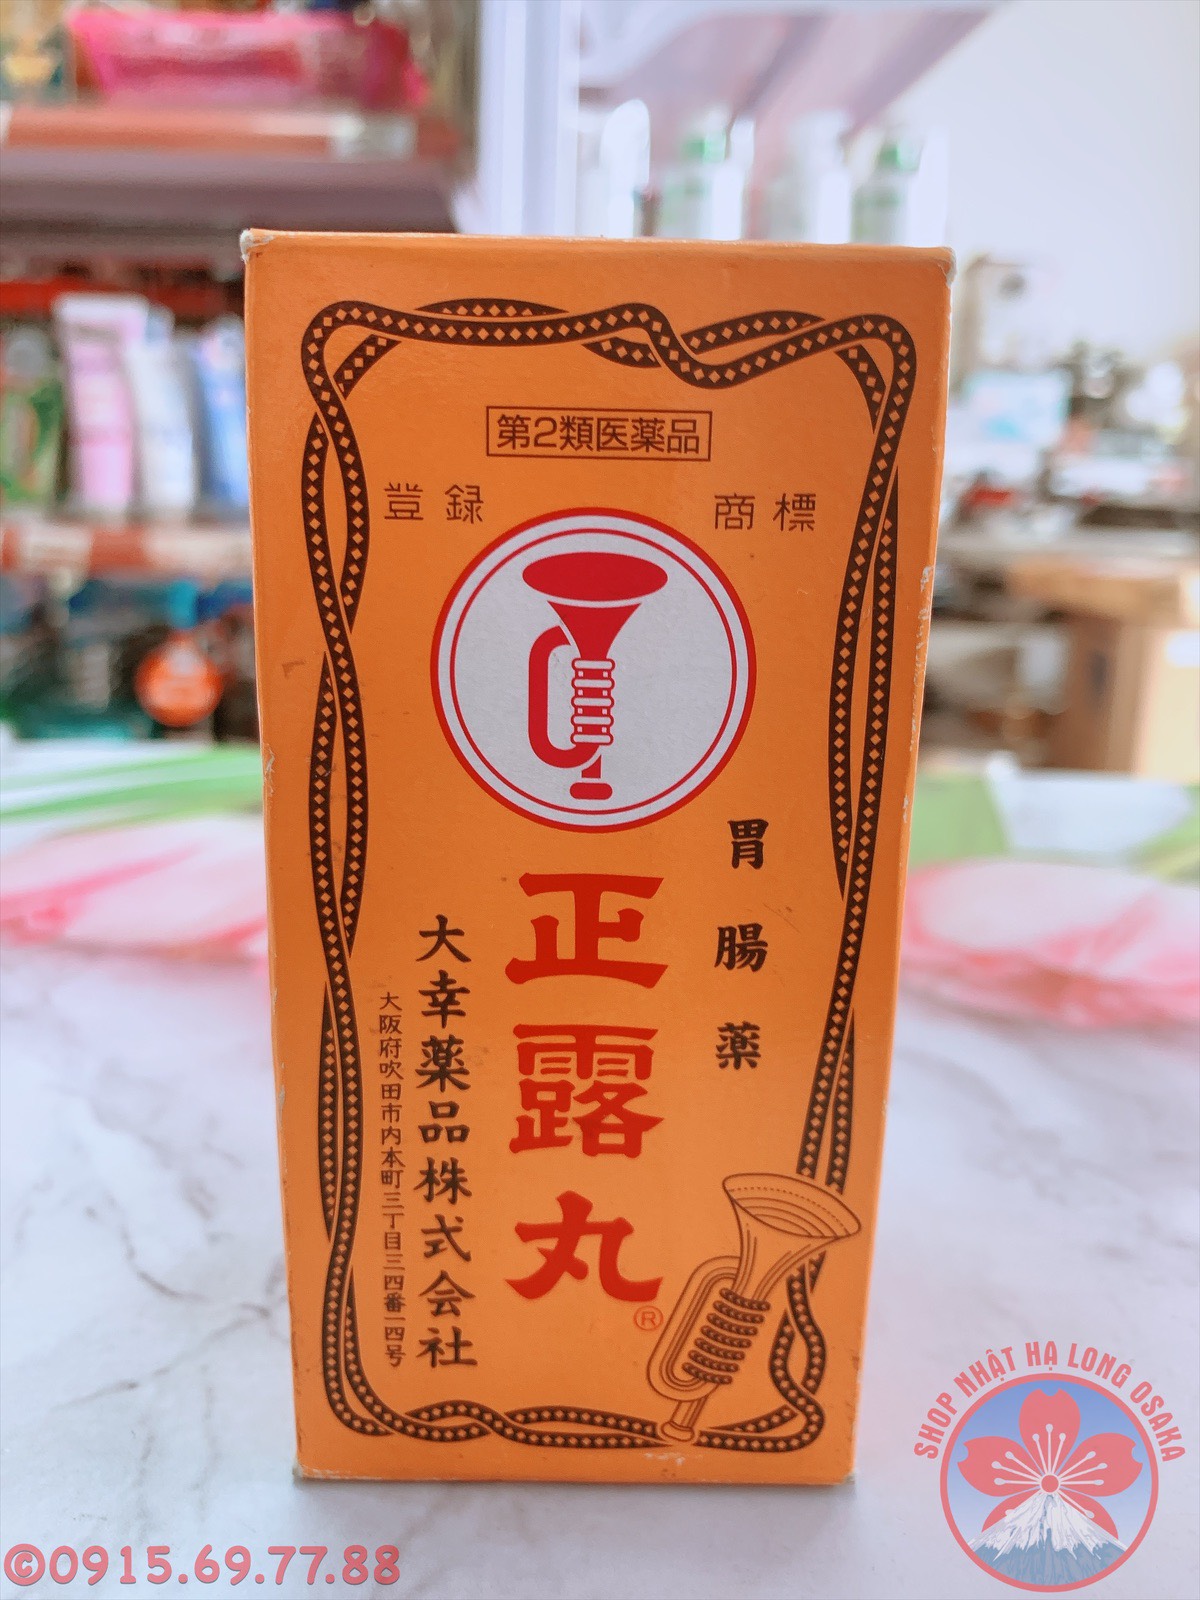 第2類医薬品
登録 商標
胃腸薬
正露丸®
大幸薬品株式会社
大阪府吹田市内本町三丁目三四番一四号
SHOP NHẬT HẠ LONG OSAKA
©0915.69.77.88